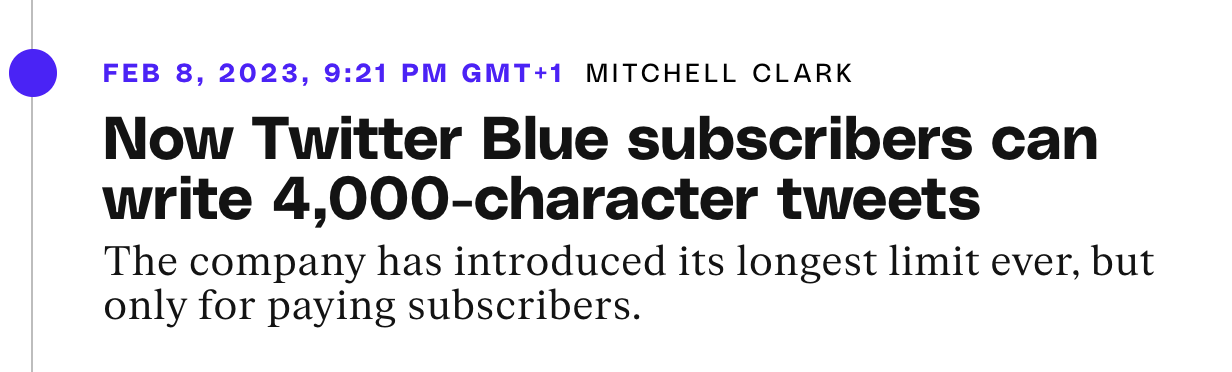 FEB 8, 2023, 9:21 PM GMT+1 MITCHELL CLARK
Now Twitter Blue subscribers can
write 4,000-character tweets
The company has introduced its longest limit ever, but
only for paying subscribers.